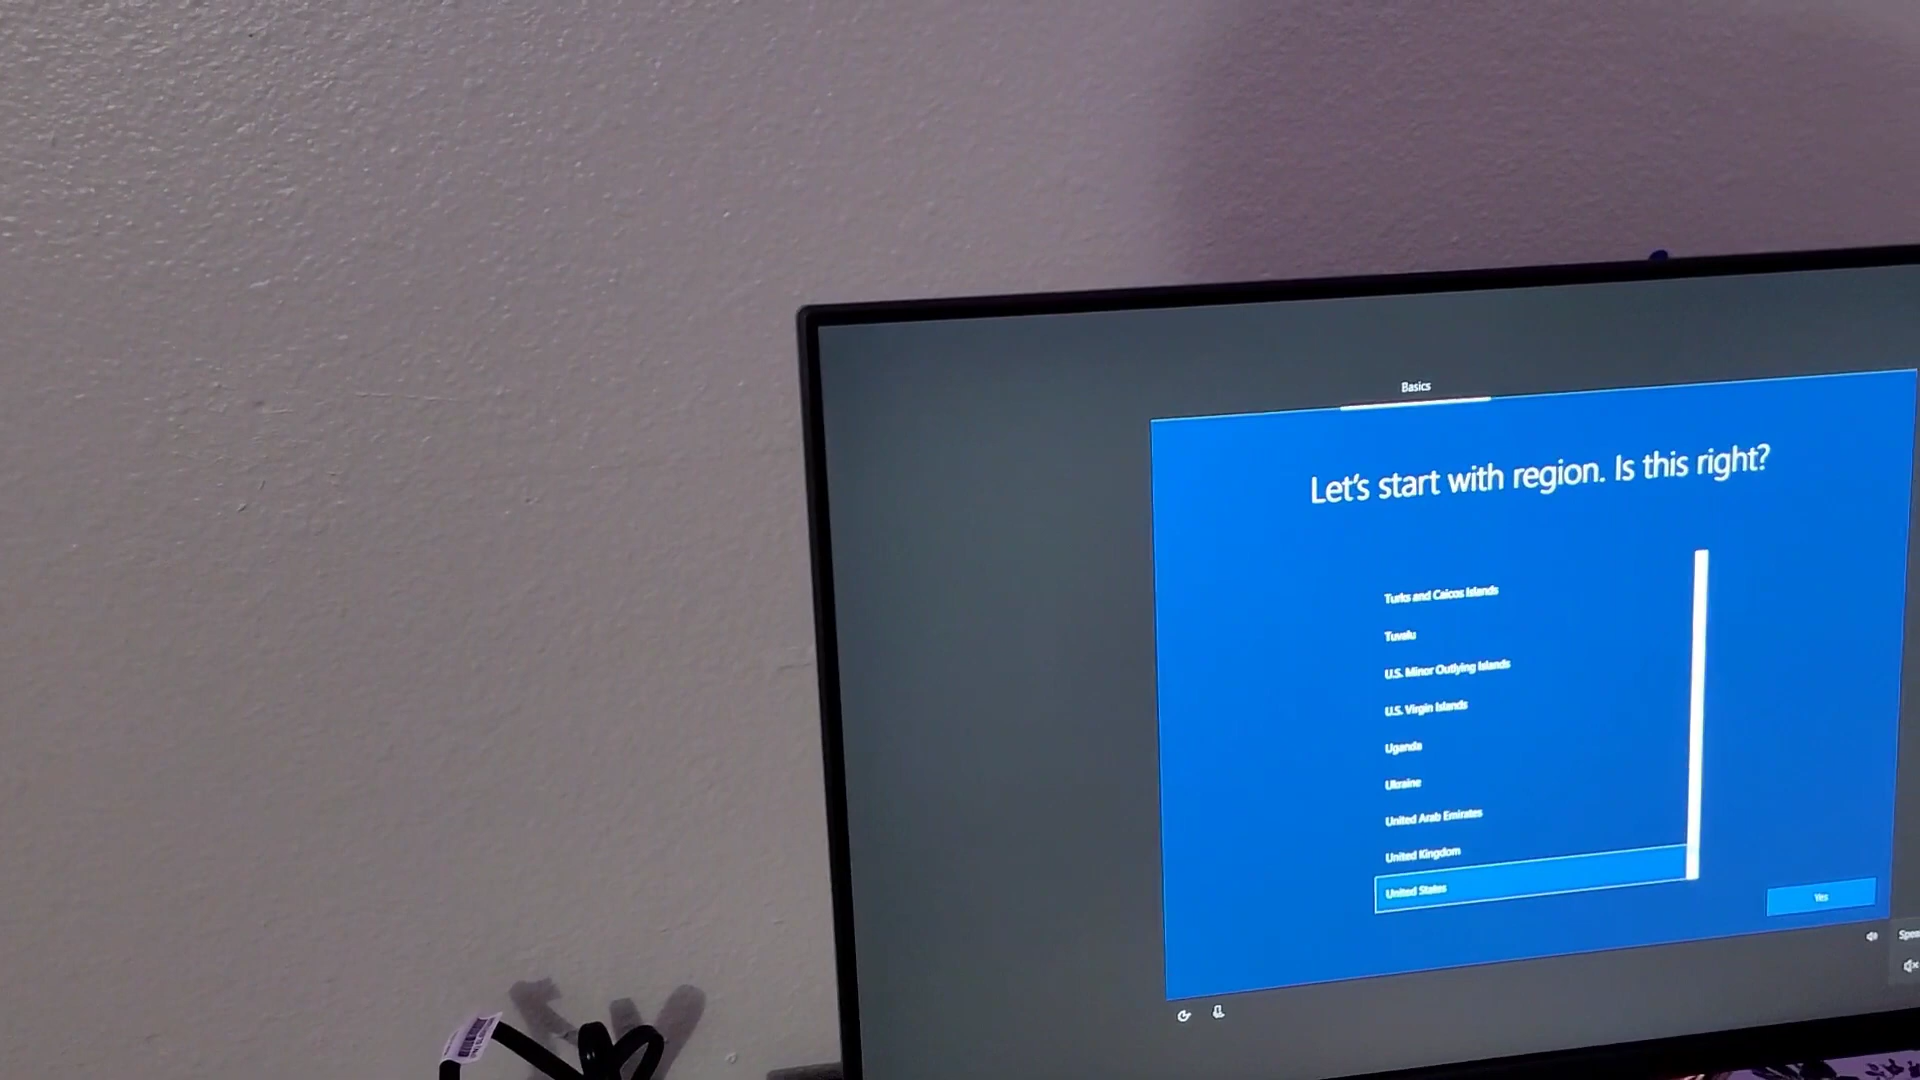 Basics
Let's start with region. Is this right?
Turks and Caicos Islands
Tuvalu
U.S. Minor Outlying Islands
U.S. Virgin Islands
Uganda
Ukraine
United Arab Emirates
United Kingdom
United States
Yes